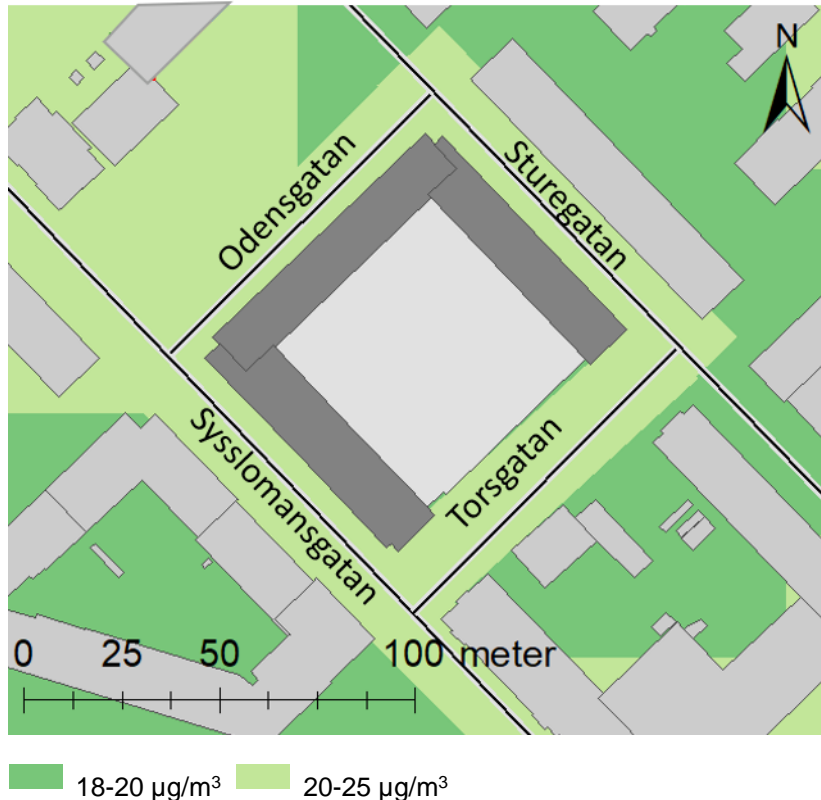 N
Sturegatan
Odensgatan
Sysslomansgatan
Torsgatan
0 25 50 100 meter
18-20 µg/m³ 20-25 µg/m³